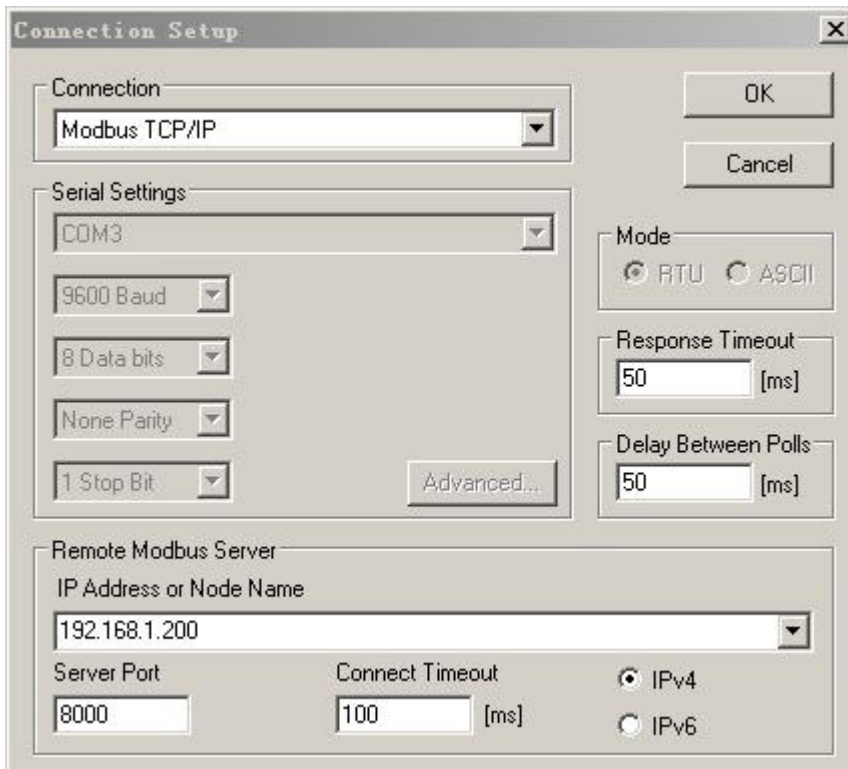 Connection Setup
Connection
OK
Modbus TCP/IP
Cancel
Serial Settings
COM3
Mode
RTU ASCII
9600 Baud
8 Data bits
Response Timeout
50 [ms]
None Parity
Delay Between Polls
1 Stop Bit
Advanced...
50 [ms]
Remote Modbus Server
IP Address or Node Name
192.168.1.200
Server Port
Connect Timeout
IPv4
8000
100 [ms]
IPv6